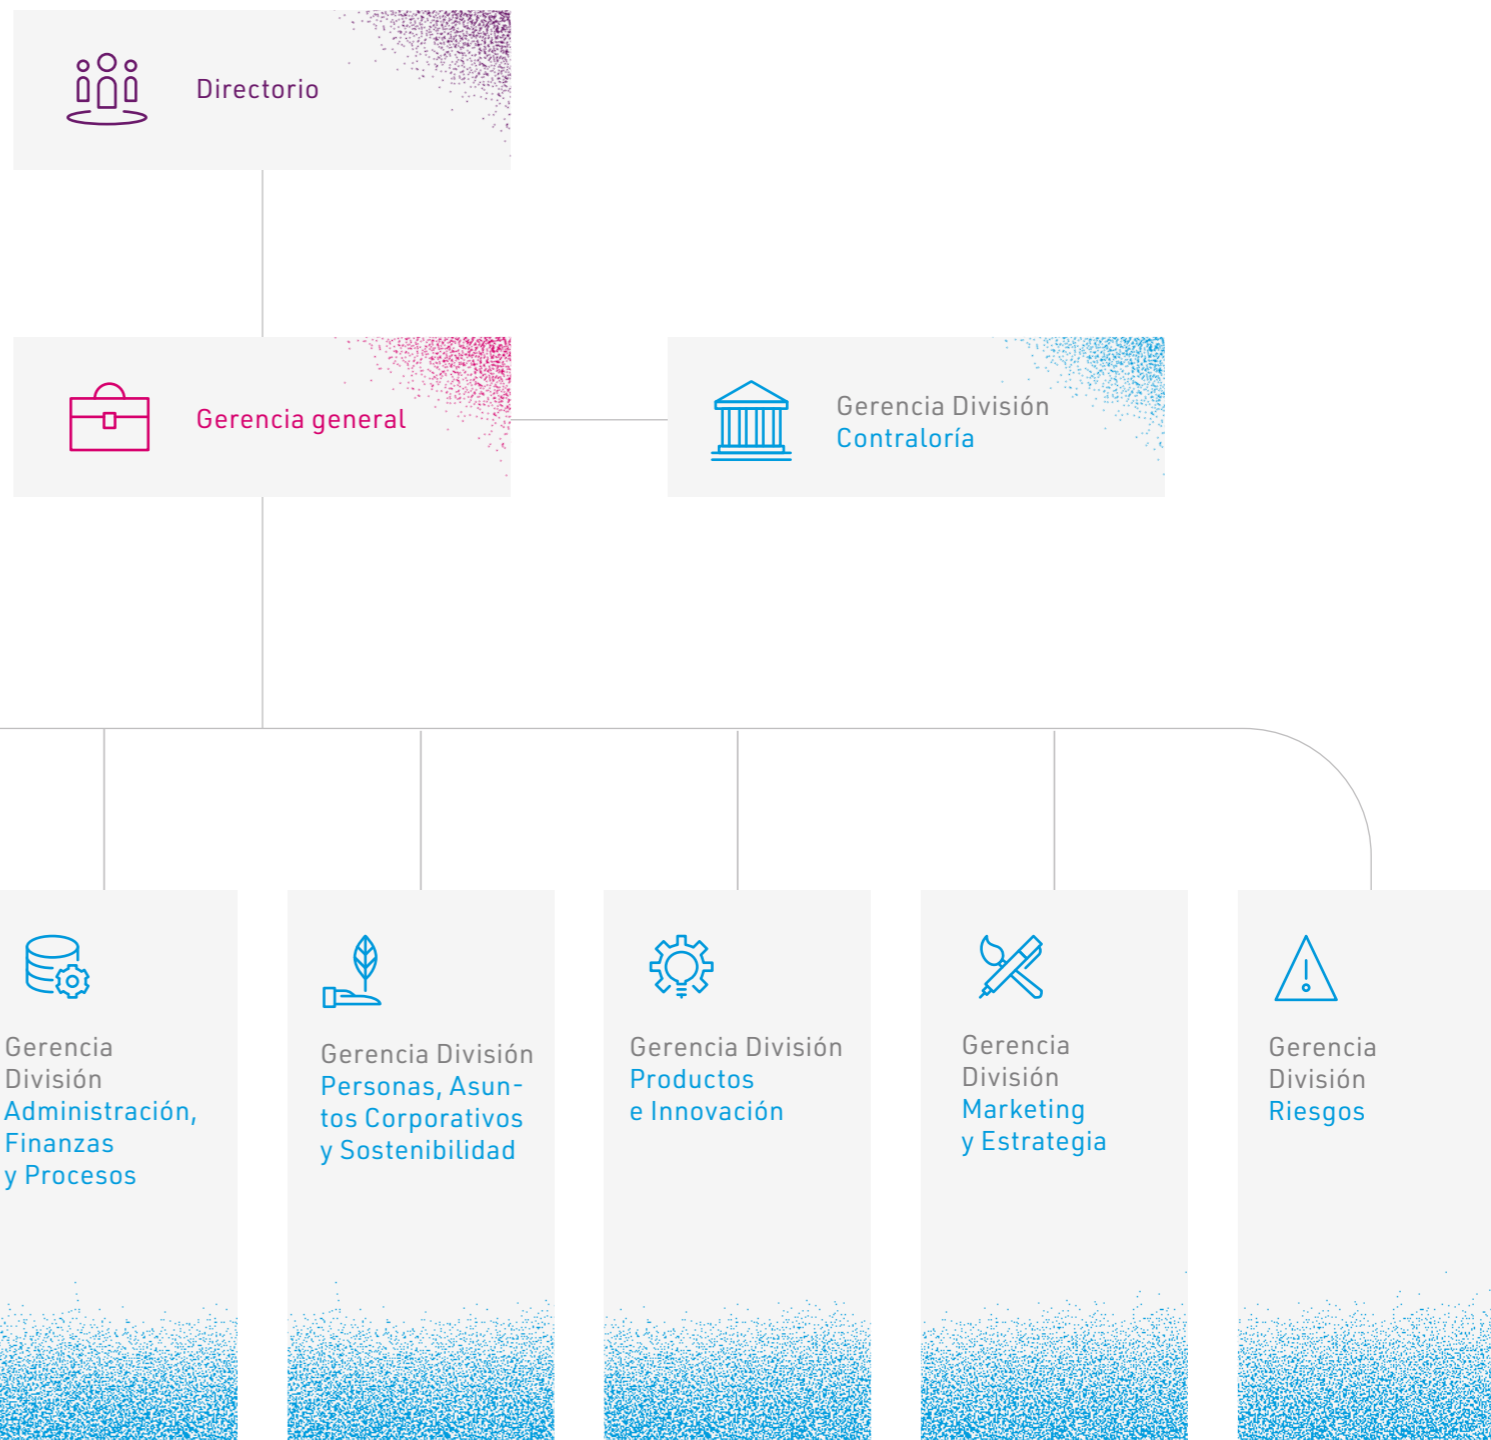 Directorio
Gerencia general
Gerencia División
Contraloría
Gerencia
División
Administración,
Finanzas
y Procesos
Gerencia División
Personas, Asun-
tos Corporativos
y Sostenibilidad
Gerencia División
Productos
e Innovación
Gerencia
División
Marketing
y Estrategia
Gerencia
División
Riesgos